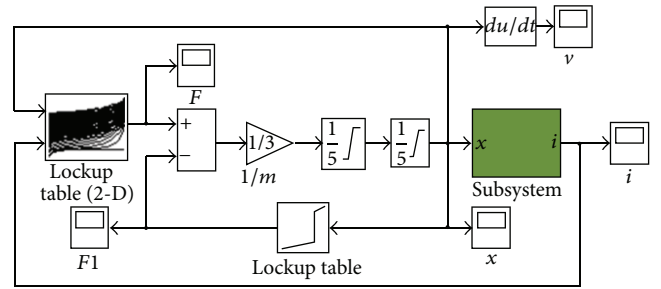 du/dt
v
F
Lockup
table (2-D)
+
−
1/3
1/m
1
5
1
5
x
i
Subsystem
i
F1
Lockup table
x